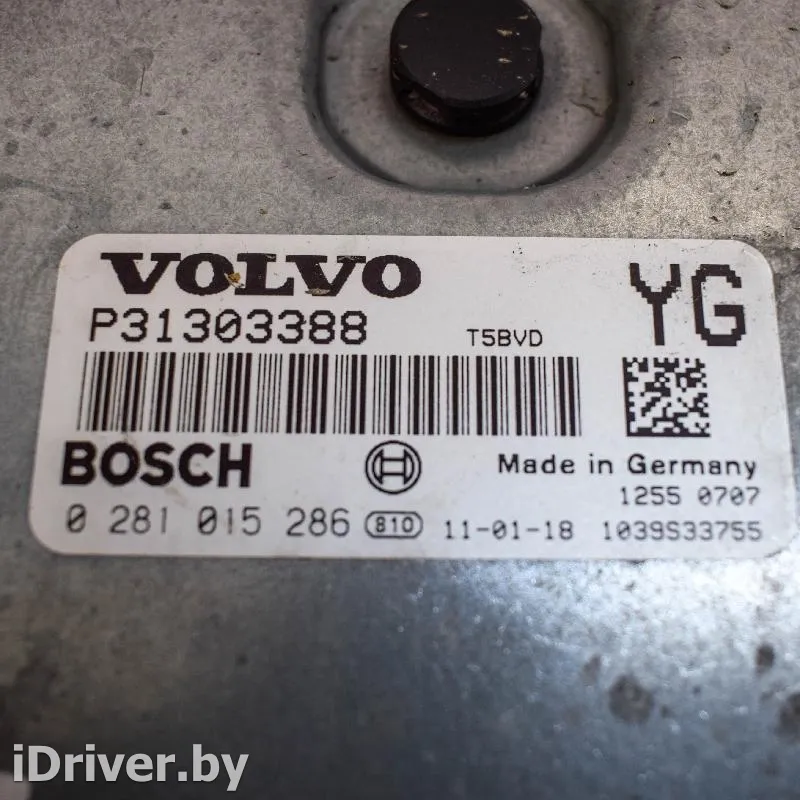 VOLVO
P31303388 T5BVD YG
BOSCH Made in Germany
1255 0707
0 281 015 286 810 11-01-18 1039S33755
iDriver.by